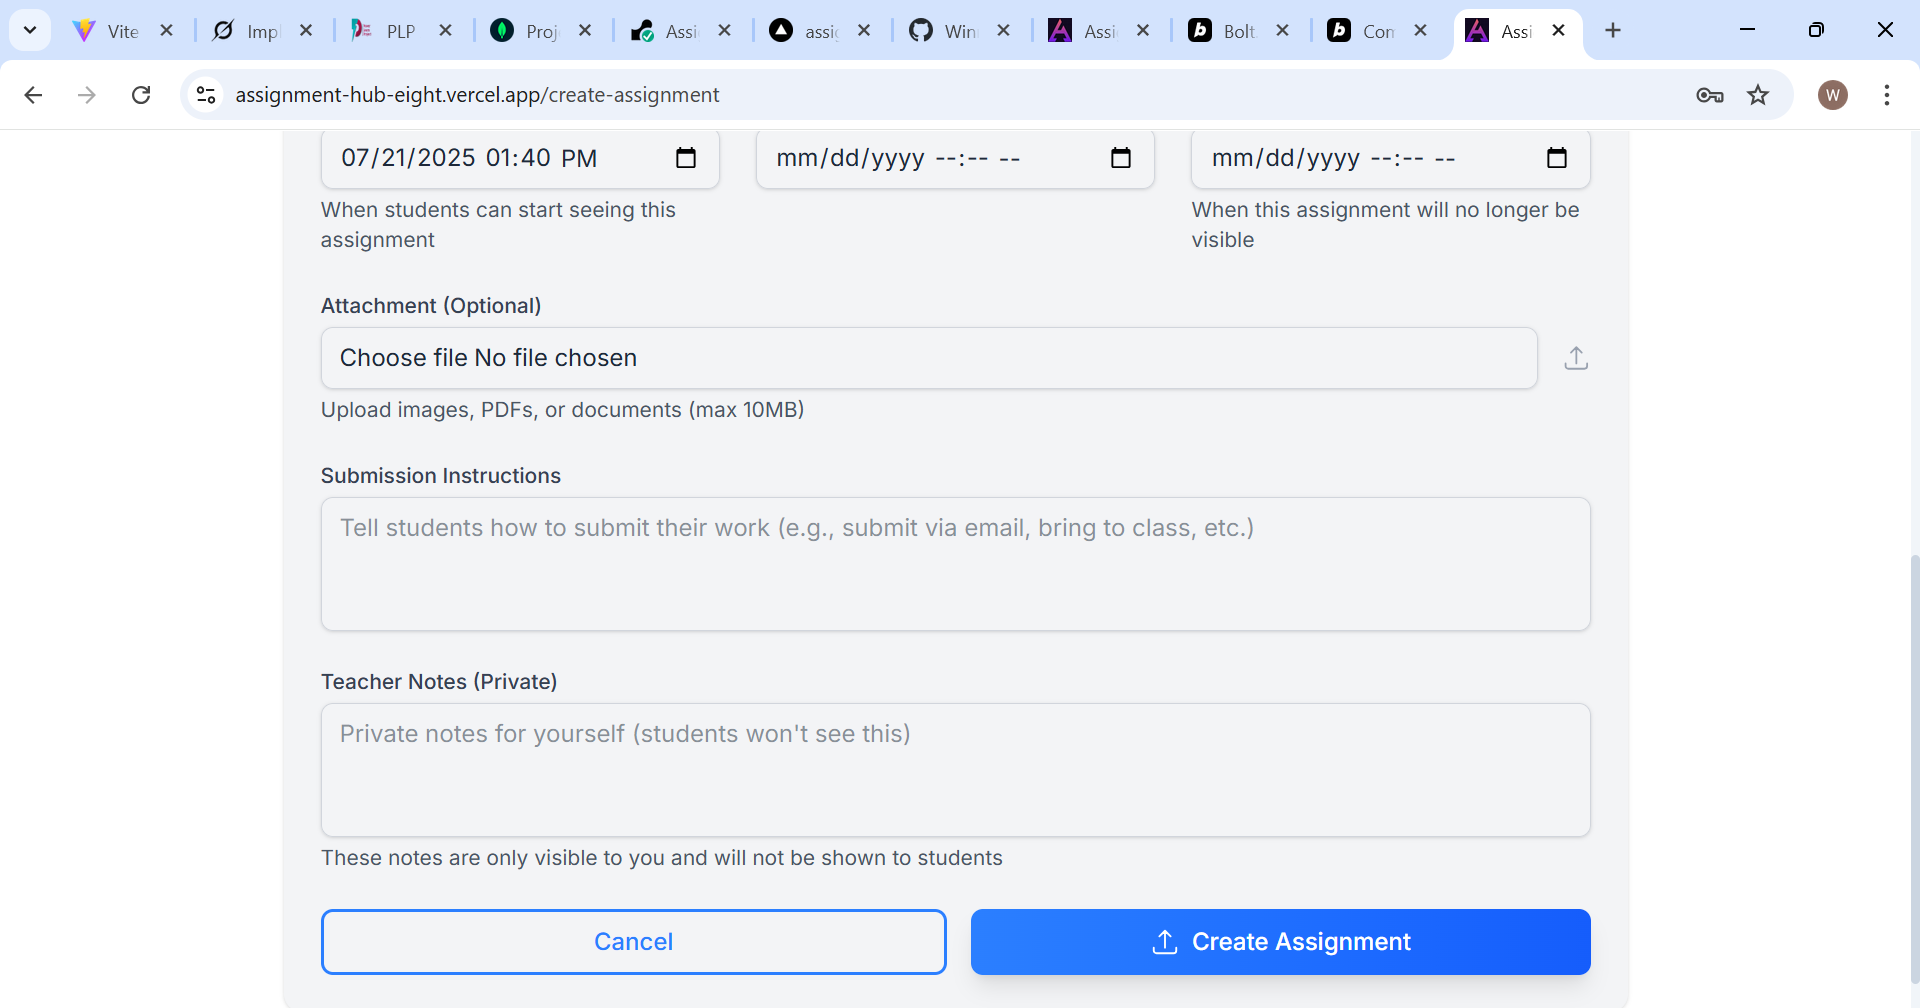 Vite
Impl
PLP
Proj
Assi
assig
Win
Assi
Bolt.
Con
Assi
assignment-hub-eight.vercel.app/create-assignment
W
07/21/2025 01:40 PM
mm/dd/yyyy --:-- --
mm/dd/yyyy --:-- --
When students can start seeing this
assignment
When this assignment will no longer be
visible
Attachment (Optional)
Choose file No file chosen
Upload images, PDFs, or documents (max 10MB)
Submission Instructions
Tell students how to submit their work (e.g., submit via email, bring to class, etc.)
Teacher Notes (Private)
Private notes for yourself (students won't see this)
These notes are only visible to you and will not be shown to students
Cancel
Create Assignment